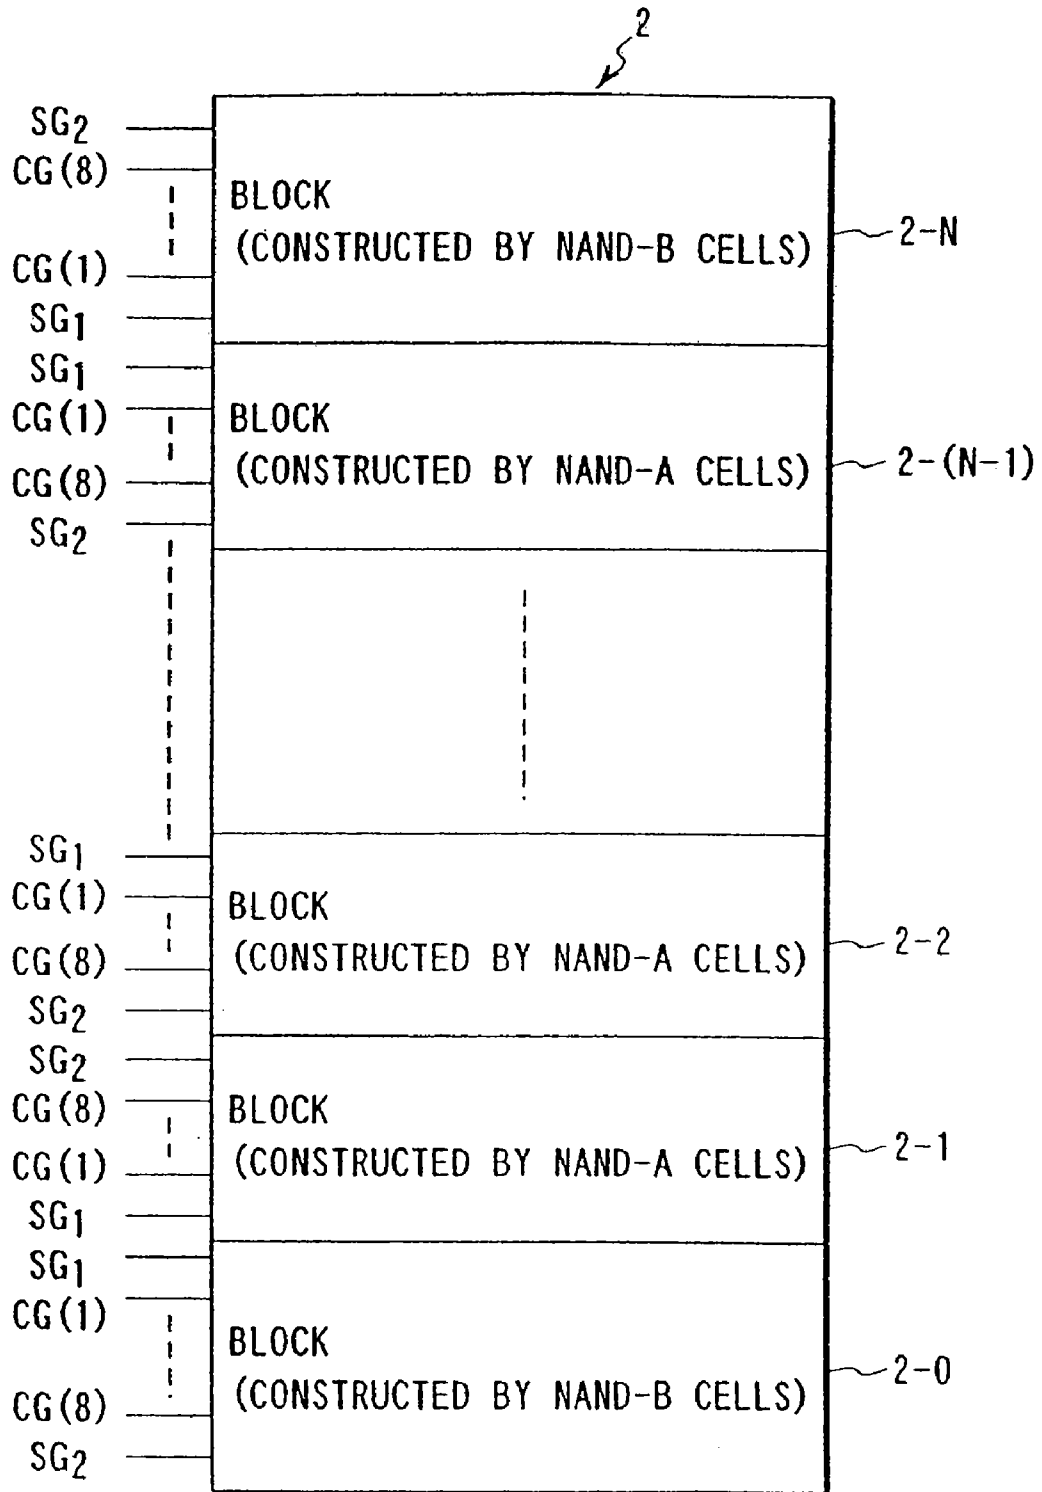 2
SG2
CG(8)
BLOCK
(CONSTRUCTED BY NAND-B CELLS)
2-N
CG(1)
SG1
SG1
CG(1)
BLOCK
(CONSTRUCTED BY NAND-A CELLS)
2-(N-1)
CG(8)
SG2
SG1
CG(1)
BLOCK
(CONSTRUCTED BY NAND-A CELLS)
2-2
CG(8)
SG2
SG2
CG(8)
BLOCK
(CONSTRUCTED BY NAND-A CELLS)
2-1
CG(1)
SG1
SG1
CG(1)
BLOCK
(CONSTRUCTED BY NAND-B CELLS)
2-0
CG(8)
SG2